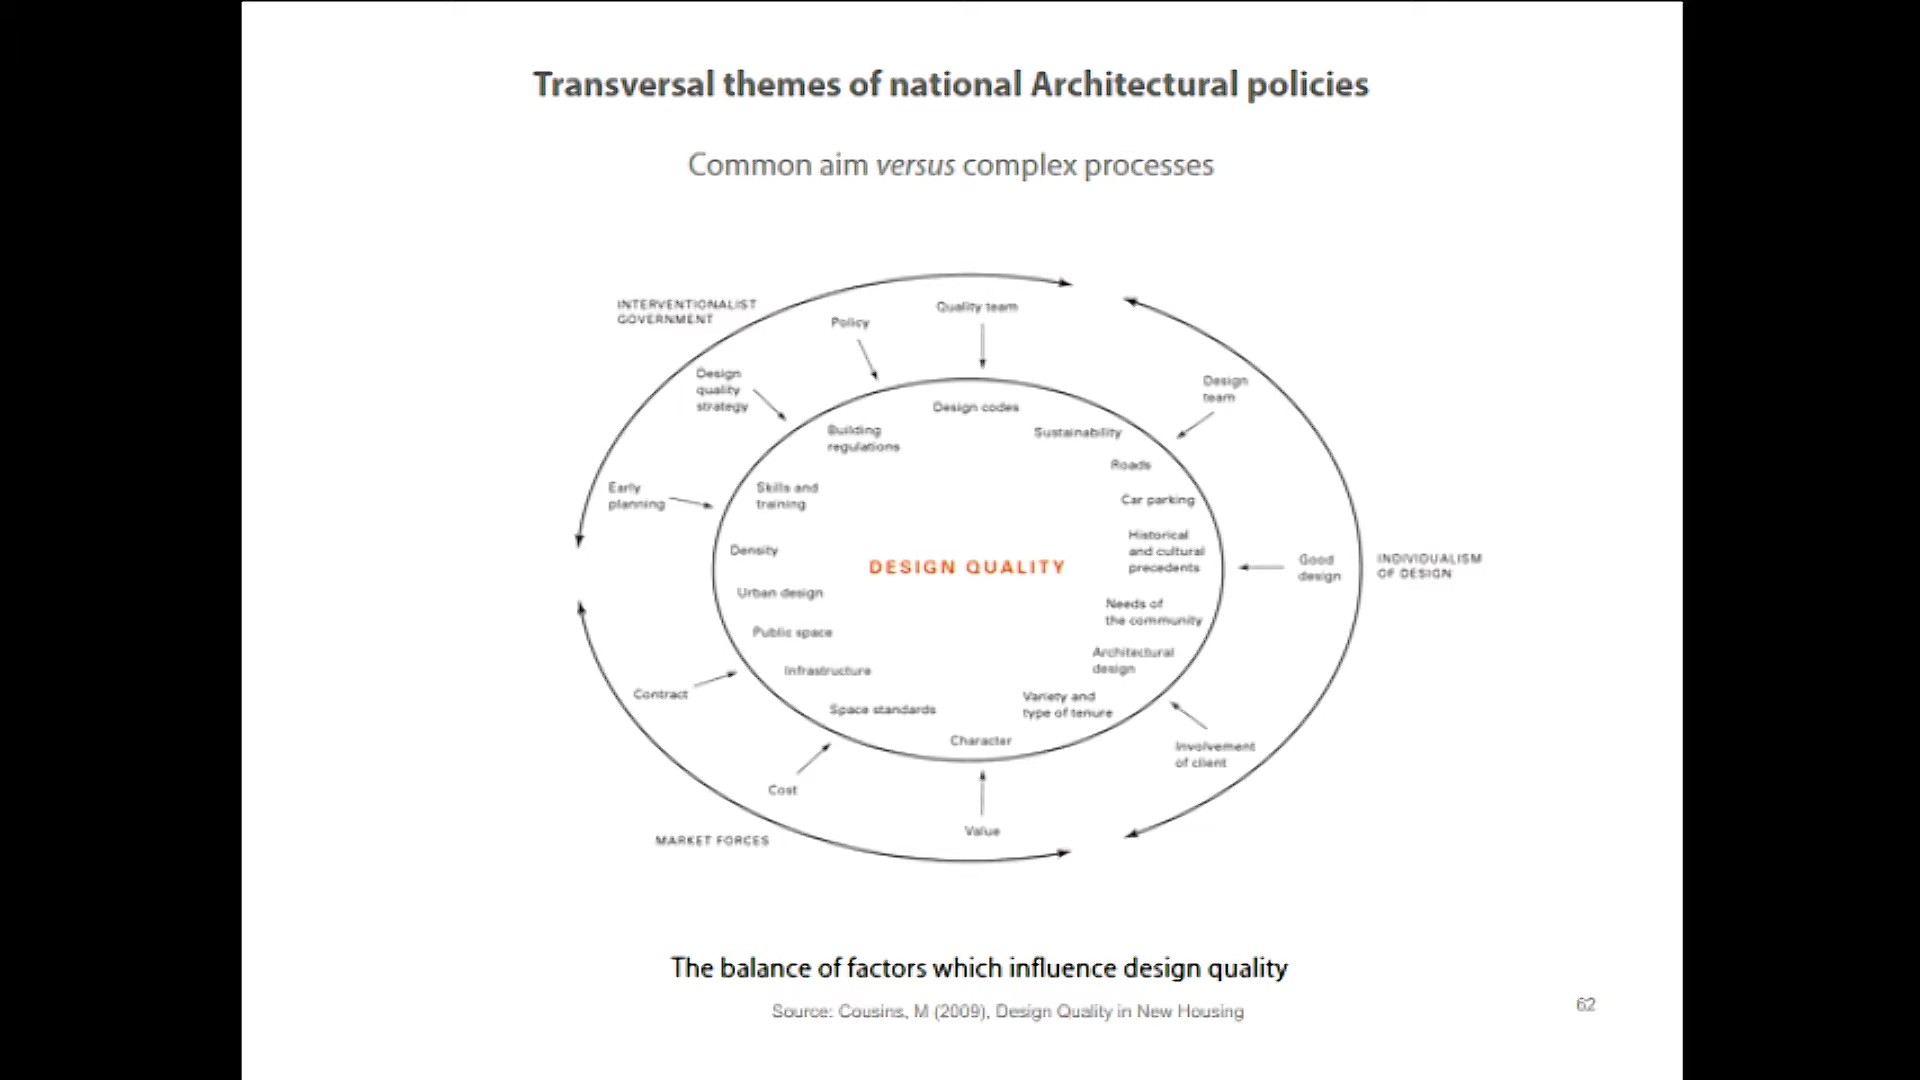 Transversal themes of national Architectural policies
Common aim versus complex processes
INTERVENTIONALIST
GOVERNMENT
Quality team
Policy
Design
quality
strategy
Design
team
Design codes
Building
regulations
Sustainability
Roads
Early
planning
Skills and
training
Car parking
Historical
and cultural
precedents
Density
DESIGN QUALITY
Good
design
INDIVIDUALISM
OF DESIGN
Urban design
Needs of
the community
Public space
Architectural
design
Infrastructure
Contract
Variety and
type of tenure
Space standards
Character
Involvement
of client
Cost
Value
MARKET FORCES
The balance of factors which influence design quality
Source: Cousins, M (2009), Design Quality in New Housing
62